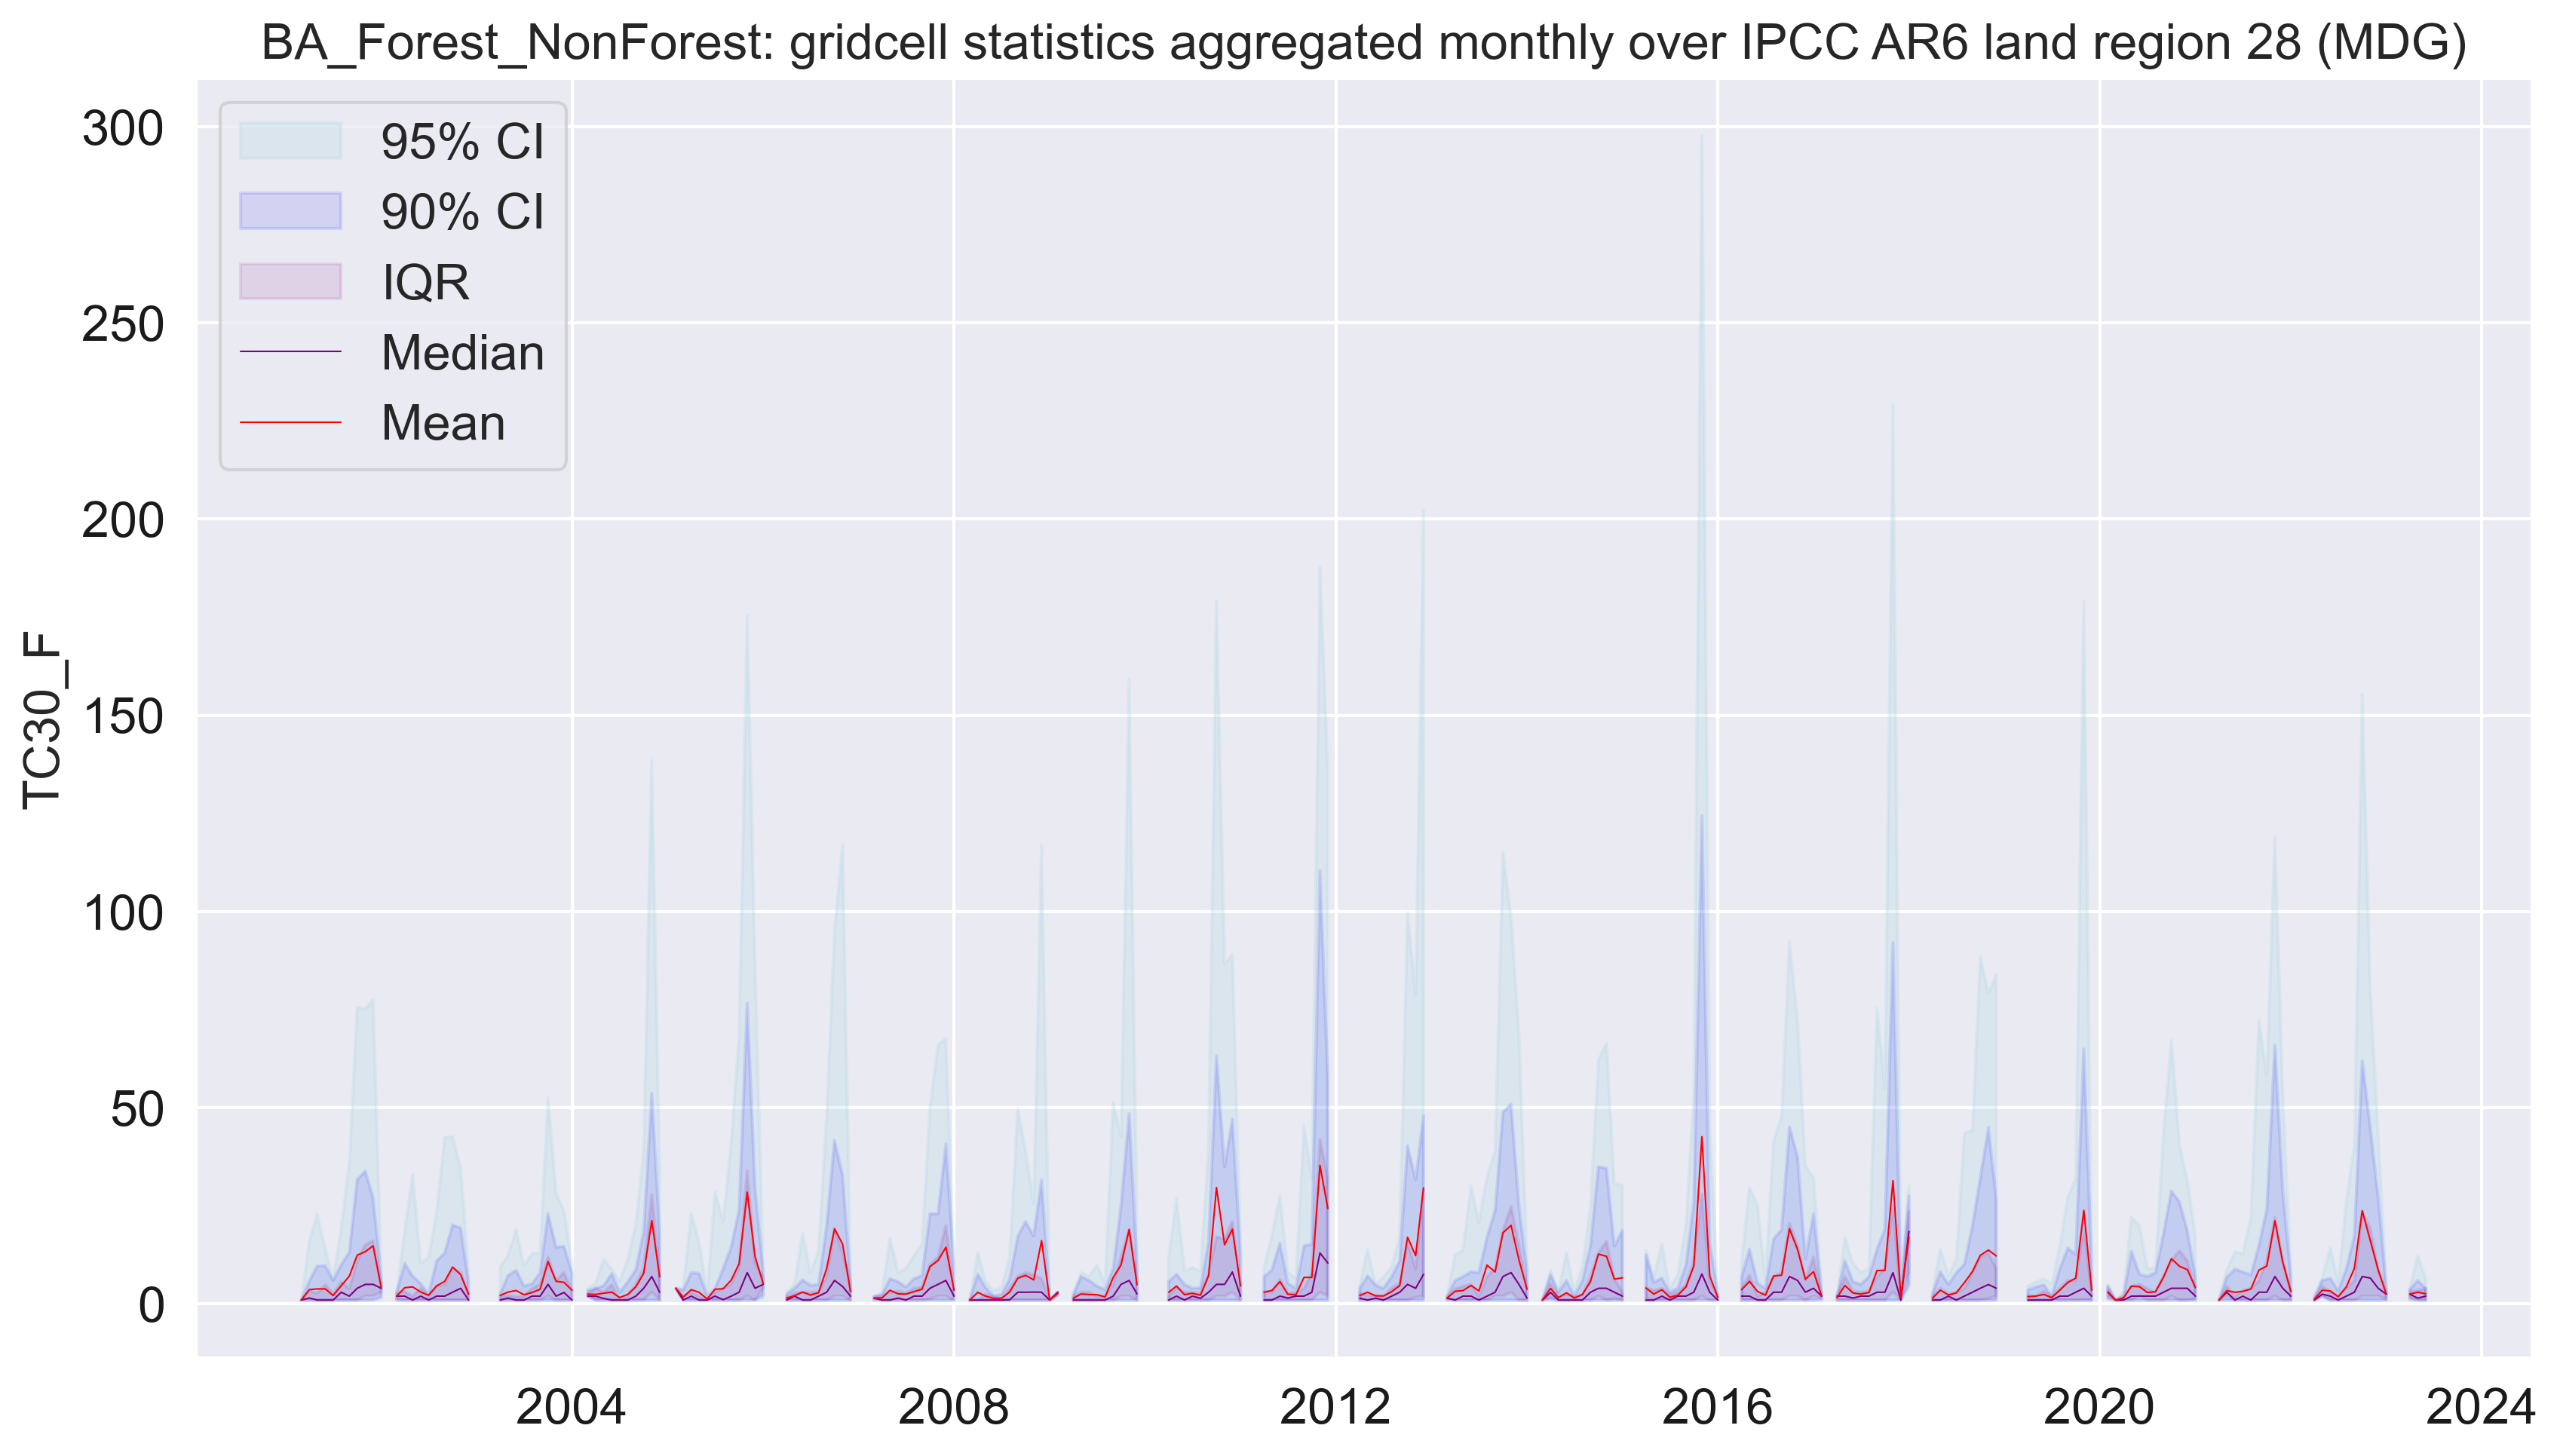 BA_Forest_NonForest: gridcell statistics aggregated monthly over IPCC AR6 land region 28 (MDG)
95% CI
90% CI
IQR
Median
Mean
TC30_F
300
250
200
150
100
50
0
2004
2008
2012
2016
2020
2024